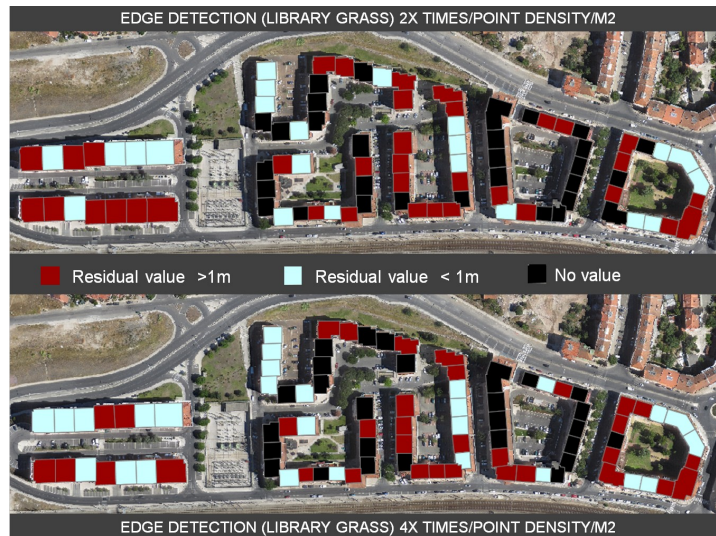 EDGE DETECTION (LIBRARY GRASS) 2X TIMES/POINT DENSITY/M2
Residual value >1m Residual value < 1m No value
EDGE DETECTION (LIBRARY GRASS) 4X TIMES/POINT DENSITY/M2